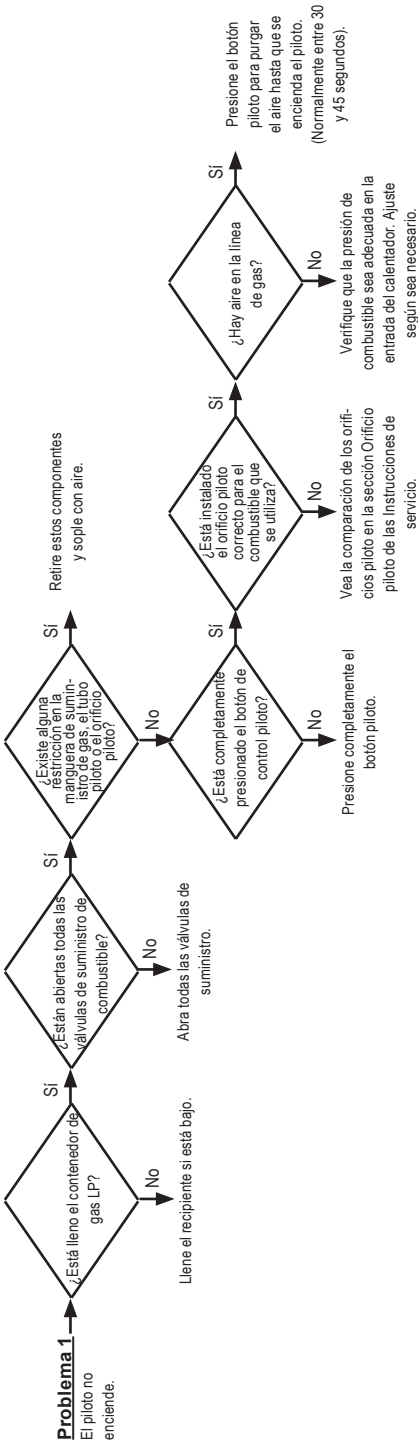 Problema 1
El piloto no
enciende.
¿Está lleno el contenedor de
gas LP?
Sí
No
Llene el recipiente si está bajo.
¿Están abiertas todas las
válvulas de suministro de
combustible?
Sí
No
Abra todas las válvulas de
suministro.
¿Existe alguna
restricción en la
manguera de sumin-
istro de gas, el tubo
piloto o el orificio
piloto?
Sí
Retire estos componentes
y sople con aire.
No
¿Está completamente
presionado el botón de
control piloto?
Sí
No
Presione completamente el
botón piloto.
¿Está instalado
el orificio piloto
correcto para el
combustible que
se utiliza?
Sí
No
Vea la comparación de los orifi-
cios piloto en la sección Orificio
piloto de las Instrucciones de
servicio.
¿Hay aire en la línea
de gas?
Sí
Presione el botón
piloto para purgar
el aire hasta que se
encienda el piloto.
(Normalmente entre 30
y 45 segundos).
No
Verifique que la presión de
combustible sea adecuada en la
entrada del calentador. Ajuste
según sea necesario.